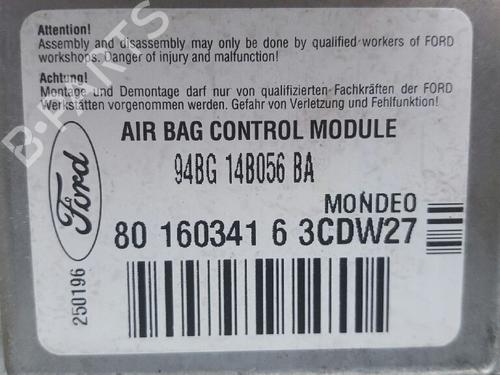 Attention!
Assembly and disassembly may only be done by qualified workers of FORD
workshops. Danger of injury and malfunction!
Achtung!
Montage und Demontage darf nur von qualifizierten Fachkräften der FORD
Werkstätten vorgenommen werden. Gefahr von Verletzung und Fehlfunktion!
AIR BAG CONTROL MODULE
94BG 14B056 BA
MONDEO
80 160341 6 3CDW27
Ford
250196
B-PARTS